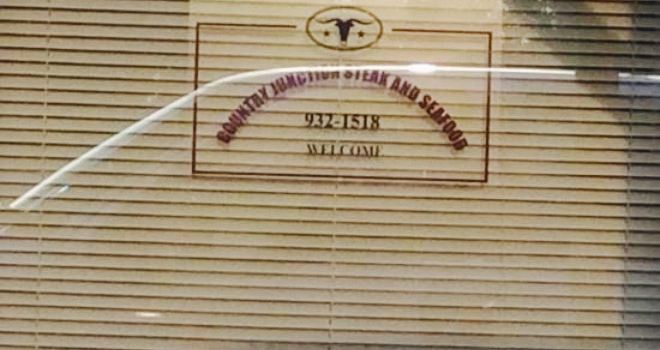 COUNTRY JUNCTION STEAK AND SEAFOOD
932-1518
WELCOME